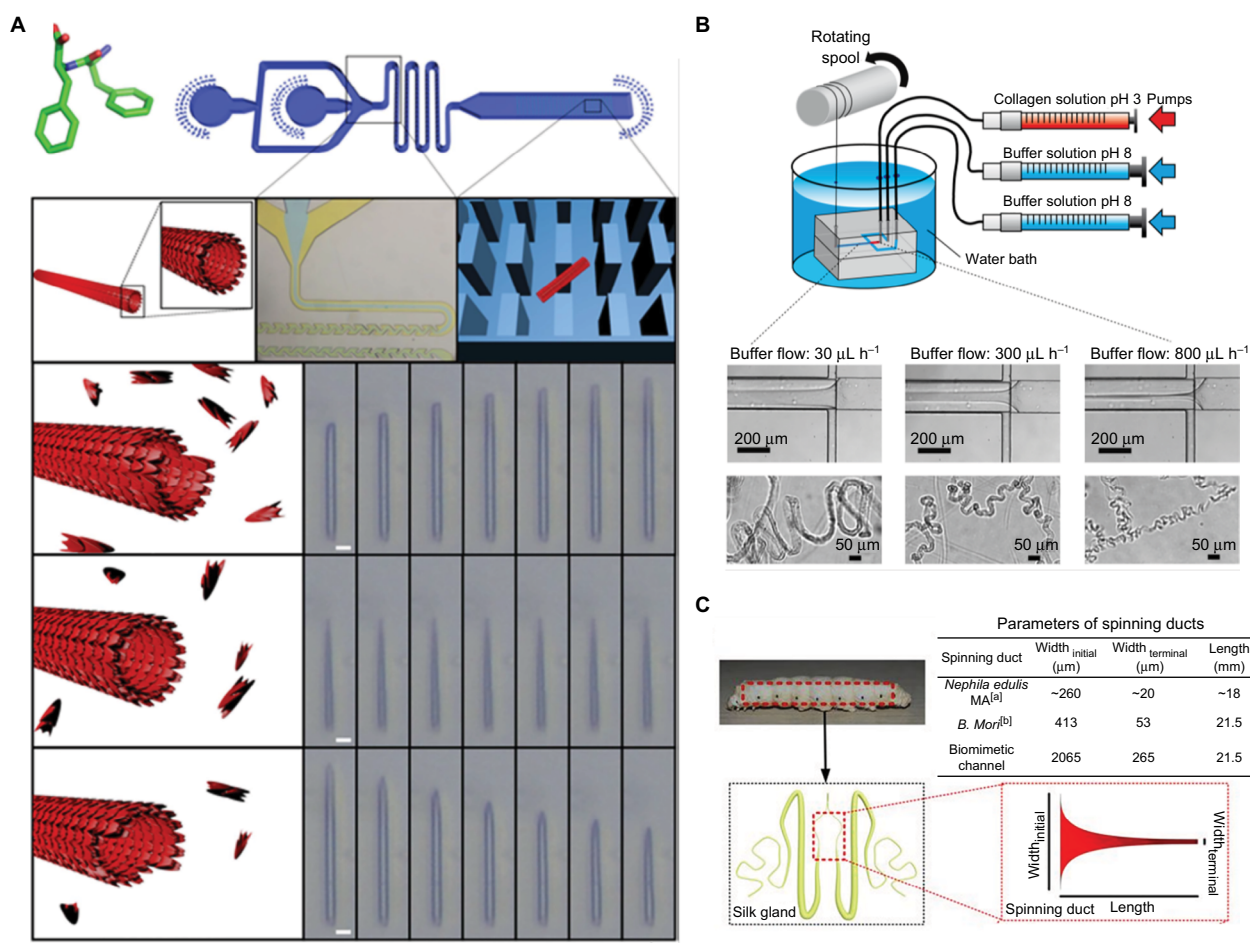 A
B
Rotating
spool
Collagen solution pH 3 Pumps
Buffer solution pH 8
Buffer solution pH 8
Water bath
Buffer flow: 30 μL h⁻¹
Buffer flow: 300 μL h⁻¹
Buffer flow: 800 μL h⁻¹
200 μm
200 μm
200 μm
50 μm
50 μm
50 μm
C
Parameters of spinning ducts
Spinning duct Width initial (μm) Width terminal (μm) Length (mm)
Nephila edulis MA[a] ~260 ~20 ~18
B. Mori[b] 413 53 21.5
Biomimetic channel 2065 265 21.5
Silk gland
Width initial
Width terminal
Spinning duct
Length